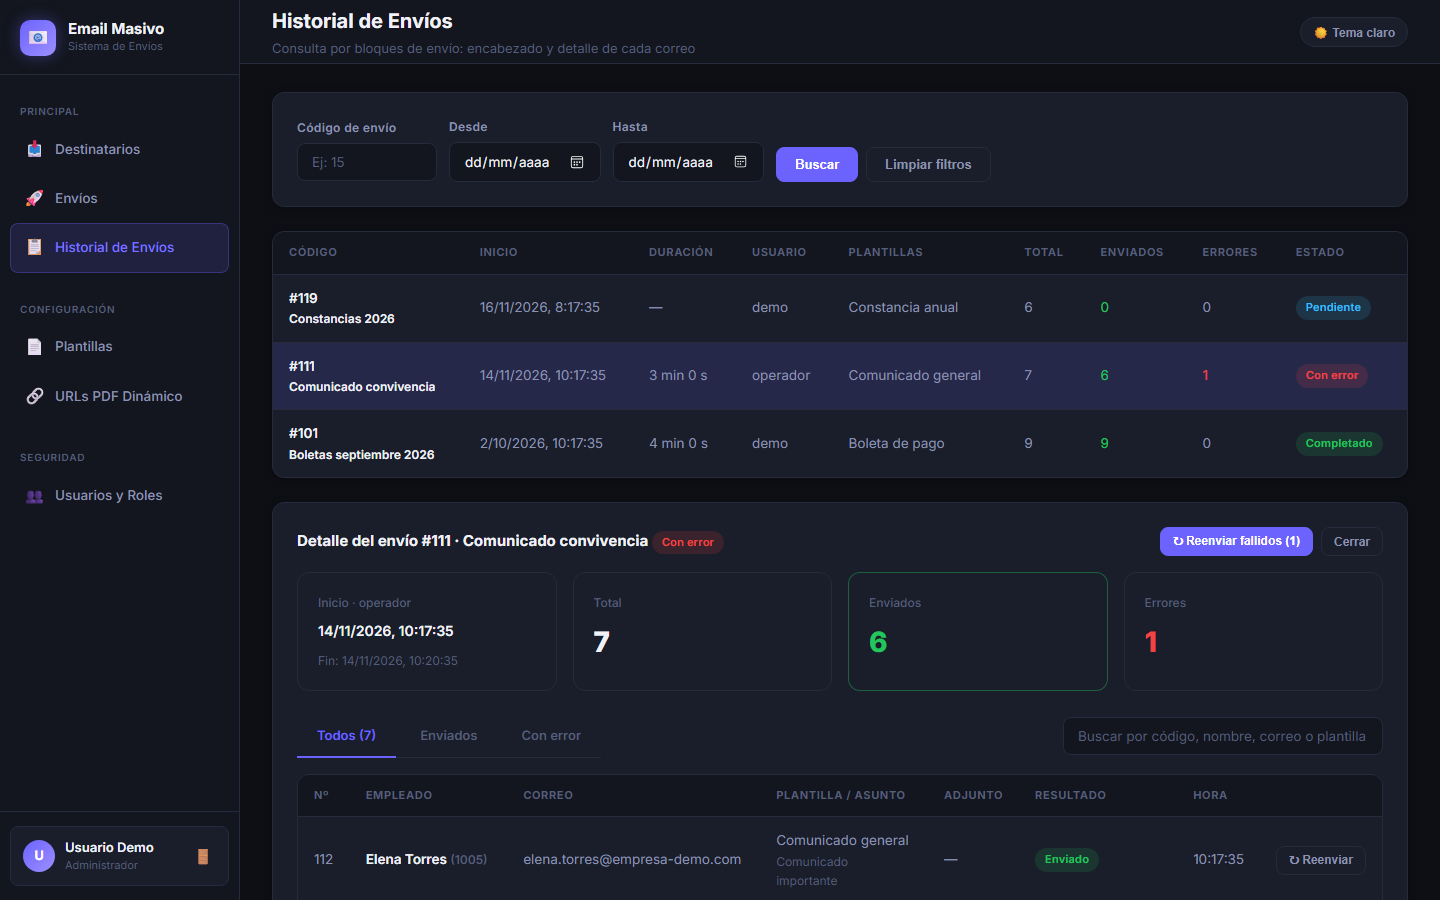 Email Masivo
Sistema de Envíos
PRINCIPAL
Destinatarios
Envíos
Historial de Envíos
CONFIGURACIÓN
Plantillas
URLs PDF Dinámico
SEGURIDAD
Usuarios y Roles
U
Usuario Demo
Administrador
Historial de Envíos
Consulta por bloques de envío: encabezado y detalle de cada correo
Tema claro
Código de envío Desde Hasta
Ej: 15 dd/mm/aaaa dd/mm/aaaa Buscar Limpiar filtros
CÓDIGO INICIO DURACIÓN USUARIO PLANTILLAS TOTAL ENVIADOS ERRORES ESTADO
#119
Constancias 2026
16/11/2026, 8:17:35 — demo Constancia anual 6 0 0 Pendiente
#111
Comunicado convivencia
14/11/2026, 10:17:35 3 min 0 s operador Comunicado general 7 6 1 Con error
#101
Boletas septiembre 2026
2/10/2026, 10:17:35 4 min 0 s demo Boleta de pago 9 9 0 Completado
Detalle del envío #111 · Comunicado convivencia Con error
↻ Reenviar fallidos (1) Cerrar
Inicio · operador
14/11/2026, 10:17:35
Fin: 14/11/2026, 10:20:35
Total
7
Enviados
6
Errores
1
Todos (7) Enviados Con error
Buscar por código, nombre, correo o plantilla
Nº EMPLEADO CORREO PLANTILLA / ASUNTO ADJUNTO RESULTADO HORA
112 Elena Torres (1005) elena.torres@empresa-demo.com
Comunicado general
Comunicado
importante
— Enviado 10:17:35 ↻ Reenviar